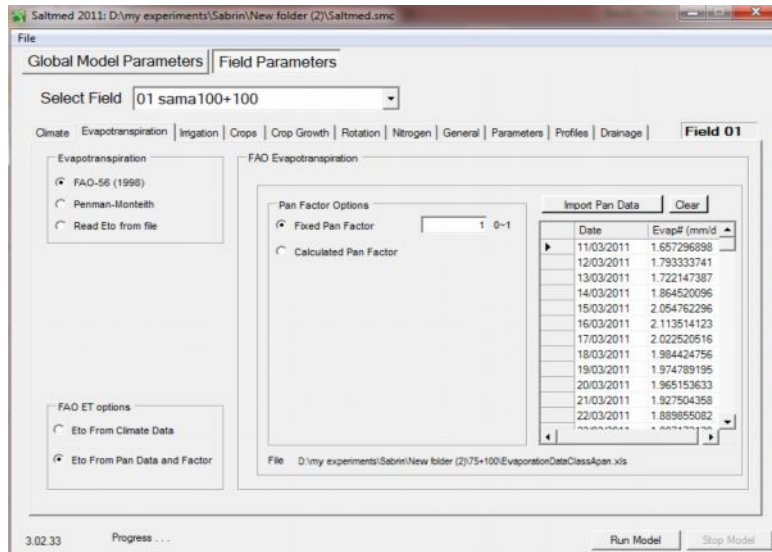 Saltmed 2011: D:\my experiments\Sabrin\New folder (2)\Saltmed.smc
File
Global Model Parameters Field Parameters
Select Field 01 sama100+100
Climate Evapotranspiration Irrigation Crops Crop Growth Rotation Nitrogen General Parameters Profiles Drainage Field 01
Evapotranspiration
FAO-56 (1998)
Penman-Monteith
Read Eto from file
FAO ET options
Eto From Climate Data
Eto From Pan Data and Factor
FAO Evapotranspiration
Pan Factor Options
Fixed Pan Factor 1 0~1
Calculated Pan Factor
Import Pan Data Clear
Date Evap# (mm/d
11/03/2011 1.657296898
12/03/2011 1.793333741
13/03/2011 1.722147387
14/03/2011 1.864520096
15/03/2011 2.054762296
16/03/2011 2.113514123
17/03/2011 2.022520516
18/03/2011 1.984424756
19/03/2011 1.974789195
20/03/2011 1.965153633
21/03/2011 1.927504358
22/03/2011 1.889855082
File D:\my experiments\Sabrin\New folder (2)\75+100\EvaporationDataClassApan.xls
3.02.33 Progress . . . Run Model Stop Model